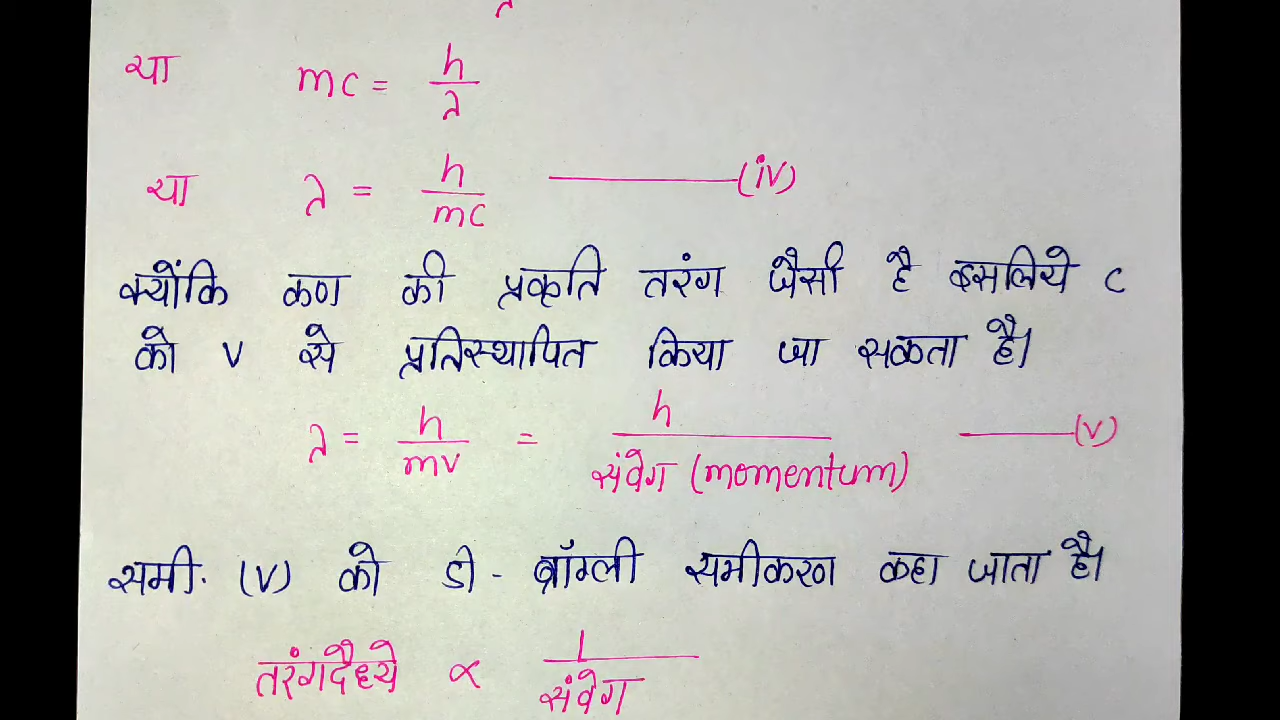 या mc = h/λ
या λ = h/mc ———(iv)
क्योंकि कण की प्रकृति तरंग जैसी है इसलिये c
को v से प्रतिस्थापित किया जा सकता है।
λ = h/mv = h/संवेग (momentum) ———(v)
समी. (v) को डी - ब्रॉग्ली समीकरण कहा जाता है।
तरंगदैर्ध्य ∝ 1/संवेग